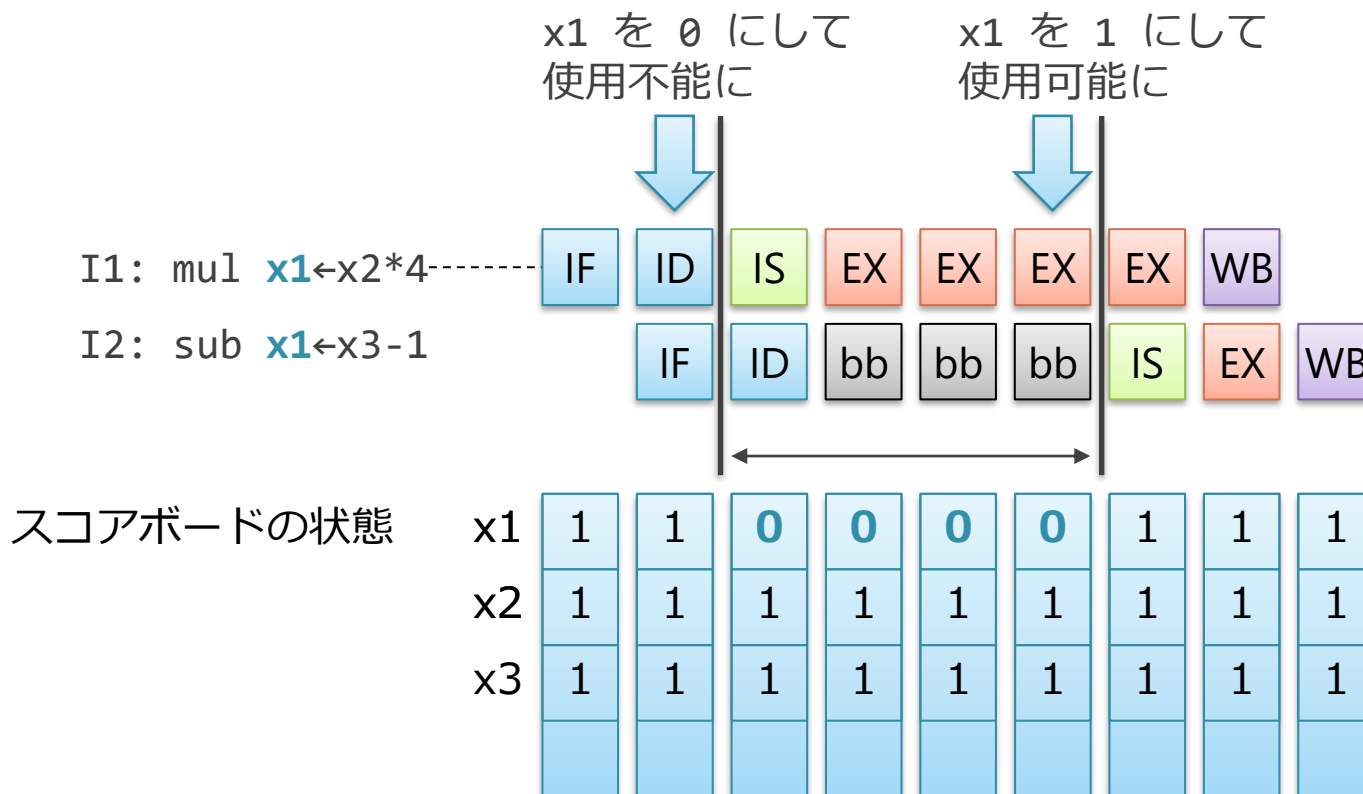 x1 を 0 にして
使用不能に
x1 を 1 にして
使用可能に
I1: mul x1←x2*4 IF ID IS EX EX EX EX WB
I2: sub x1←x3-1 IF ID bb bb bb IS EX WB
スコアボードの状態 x1 1 1 0 0 0 0 1 1 1
x2 1 1 1 1 1 1 1 1 1
x3 1 1 1 1 1 1 1 1 1